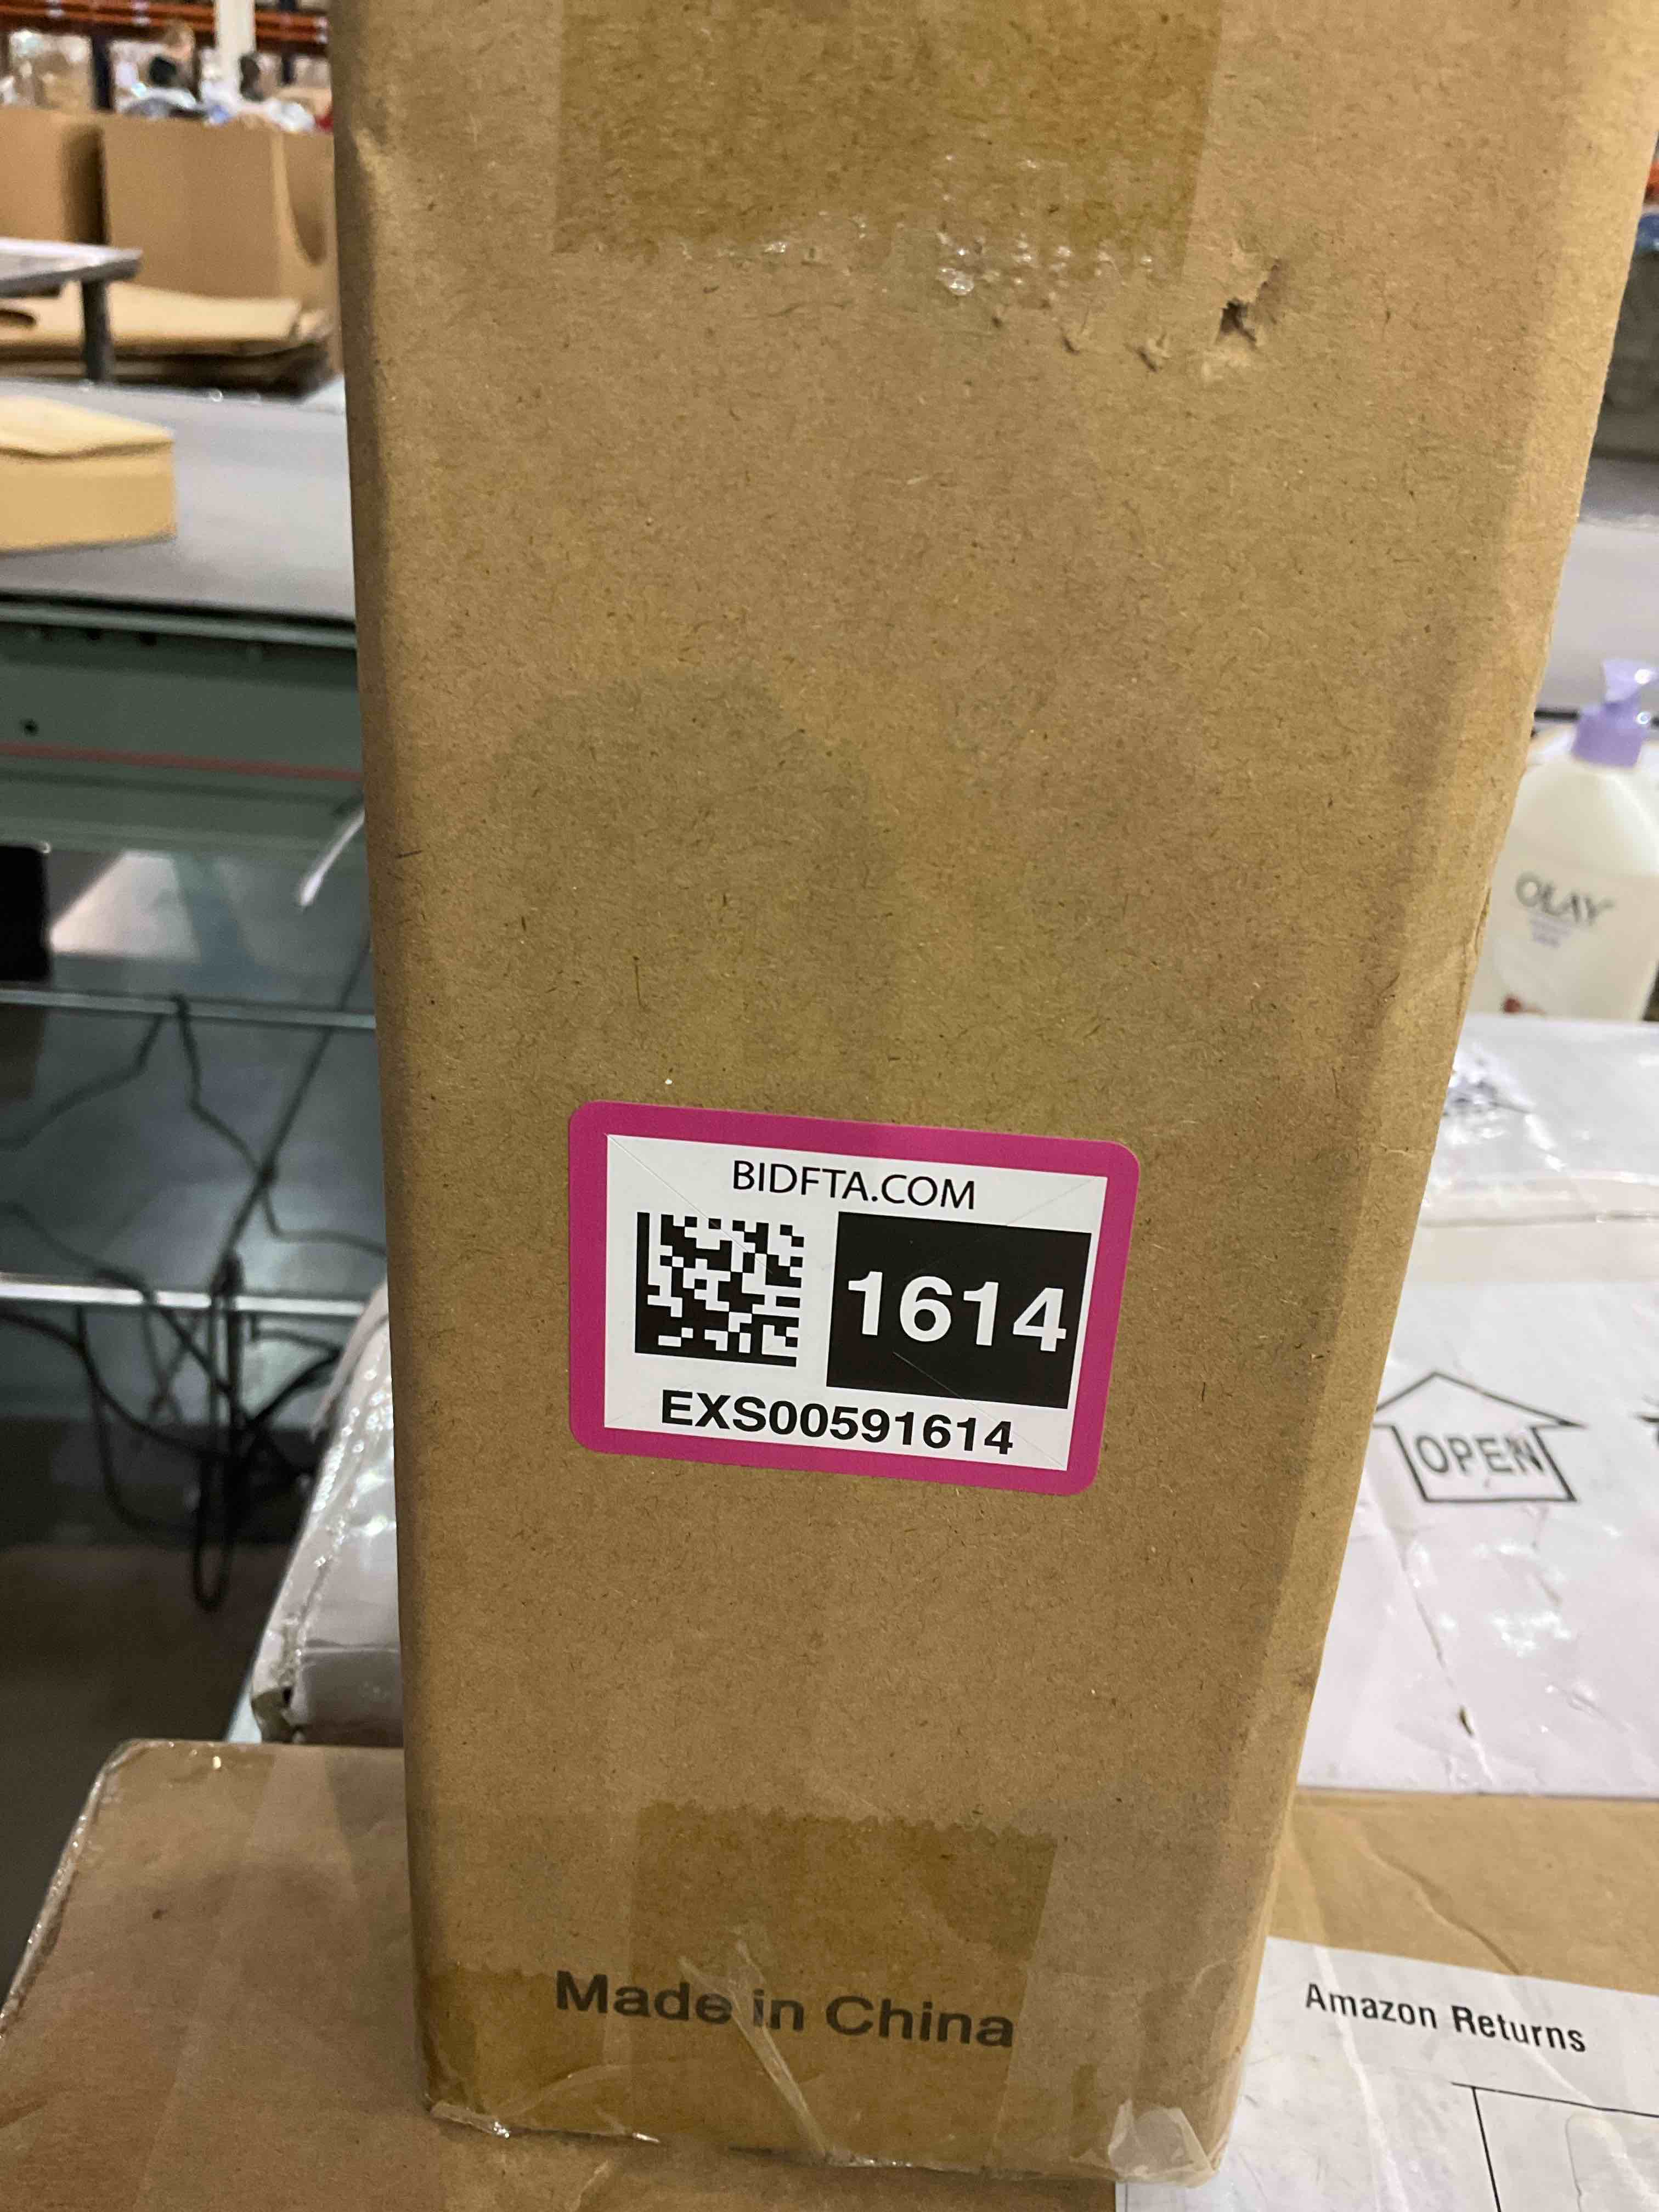 OLAY
BIDFTA.COM
1614
EXS00591614
OPEN
Made in China
Amazon Returns